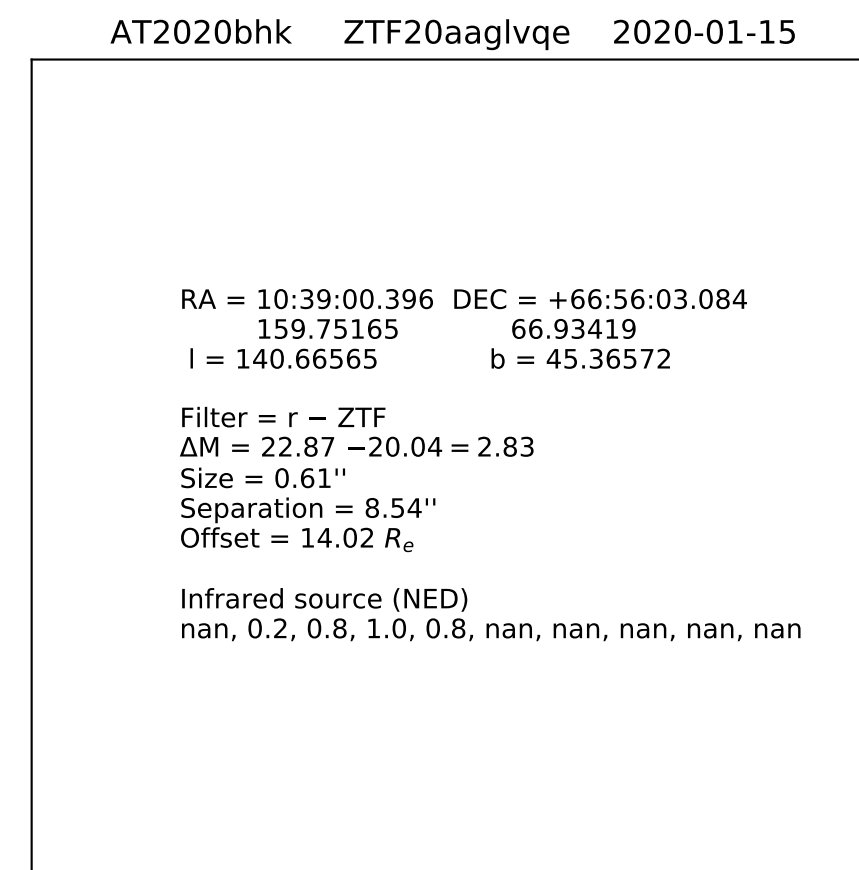 AT2020bhk ZTF20aaglvqe 2020-01-15
RA = 10:39:00.396 DEC = +66:56:03.084
159.75165 66.93419
l = 140.66565 b = 45.36572
Filter = r − ZTF
ΔM = 22.87 −20.04 = 2.83
Size = 0.61''
Separation = 8.54''
Offset = 14.02 Re
Infrared source (NED)
nan, 0.2, 0.8, 1.0, 0.8, nan, nan, nan, nan, nan